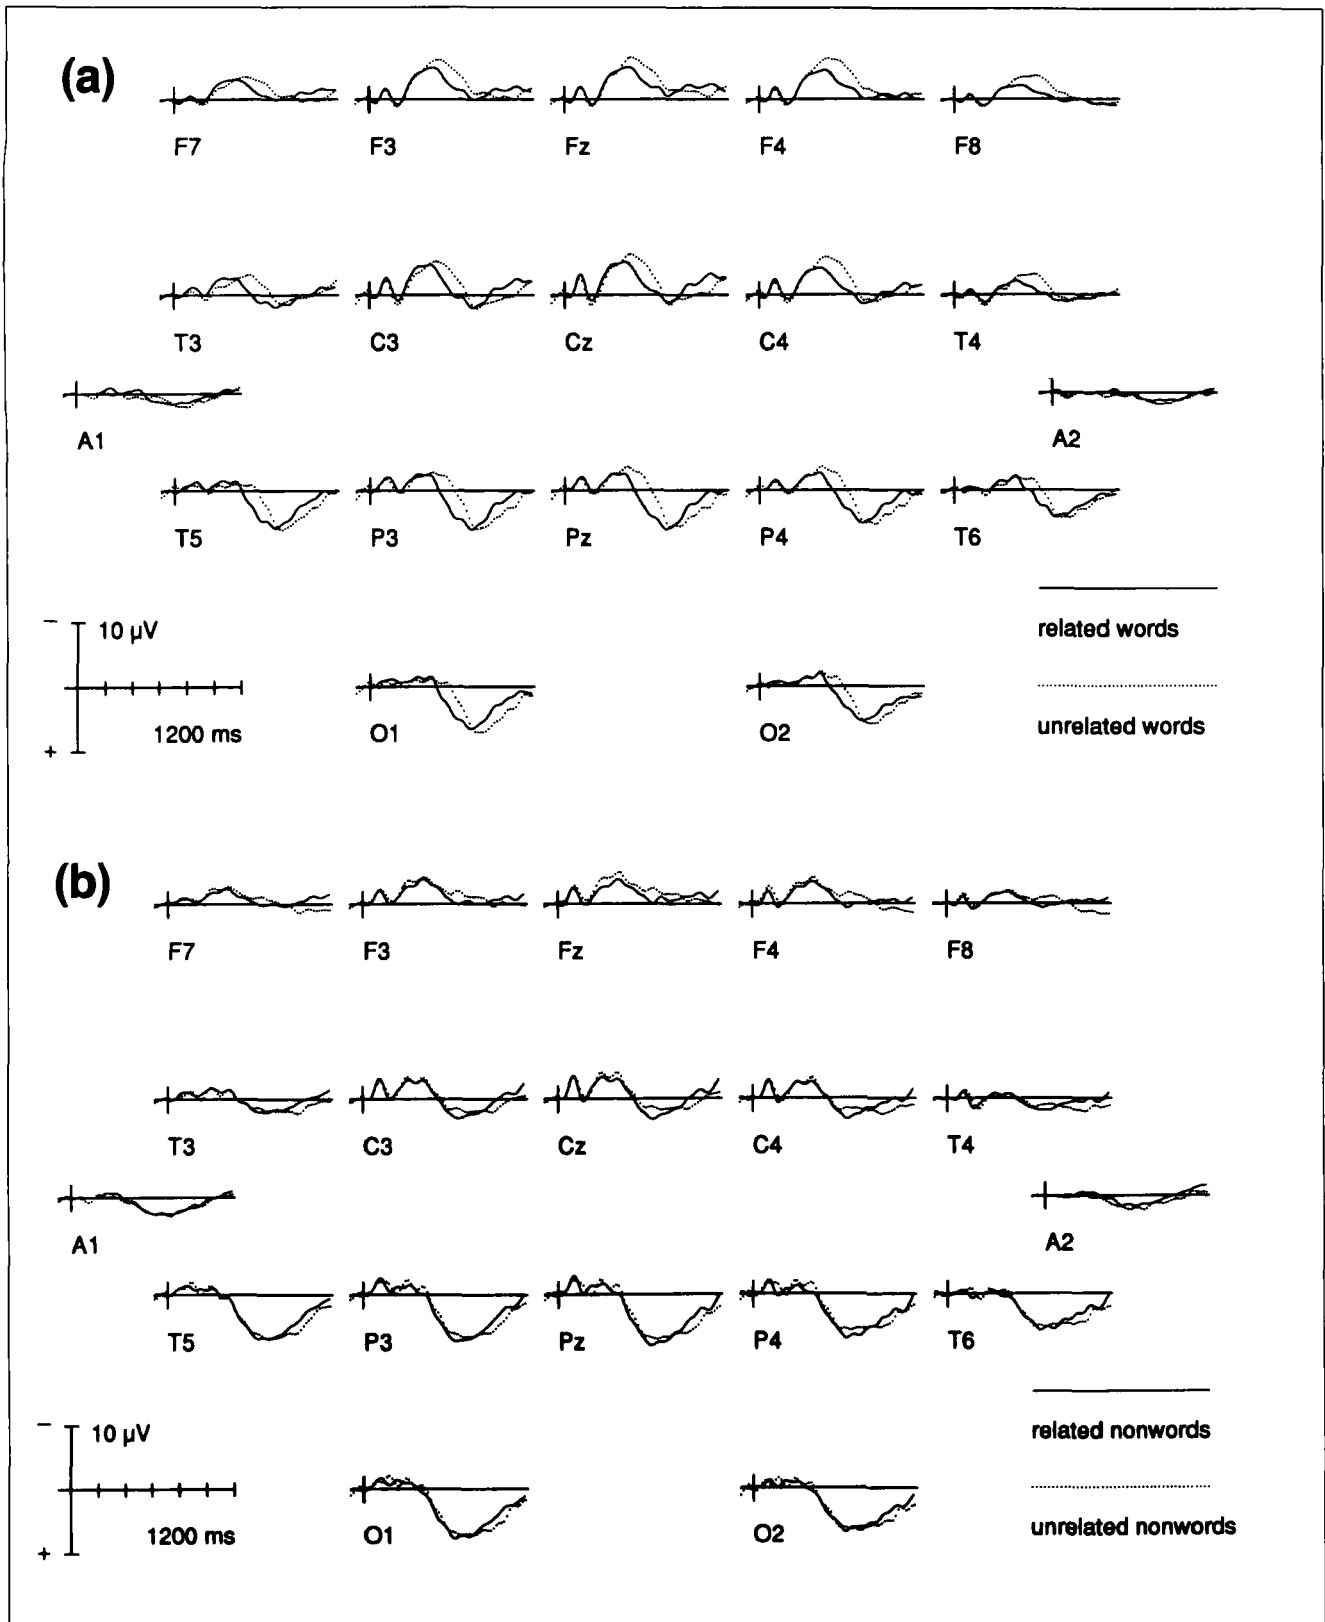 (a)
F7 F3 Fz F4 F8
T3 C3 Cz C4 T4
A1 A2
T5 P3 Pz P4 T6
−
10 µV
related words
1200 ms
+
O1 O2
unrelated words
(b)
F7 F3 Fz F4 F8
T3 C3 Cz C4 T4
A1 A2
T5 P3 Pz P4 T6
−
10 µV
related nonwords
1200 ms
+
O1 O2
unrelated nonwords